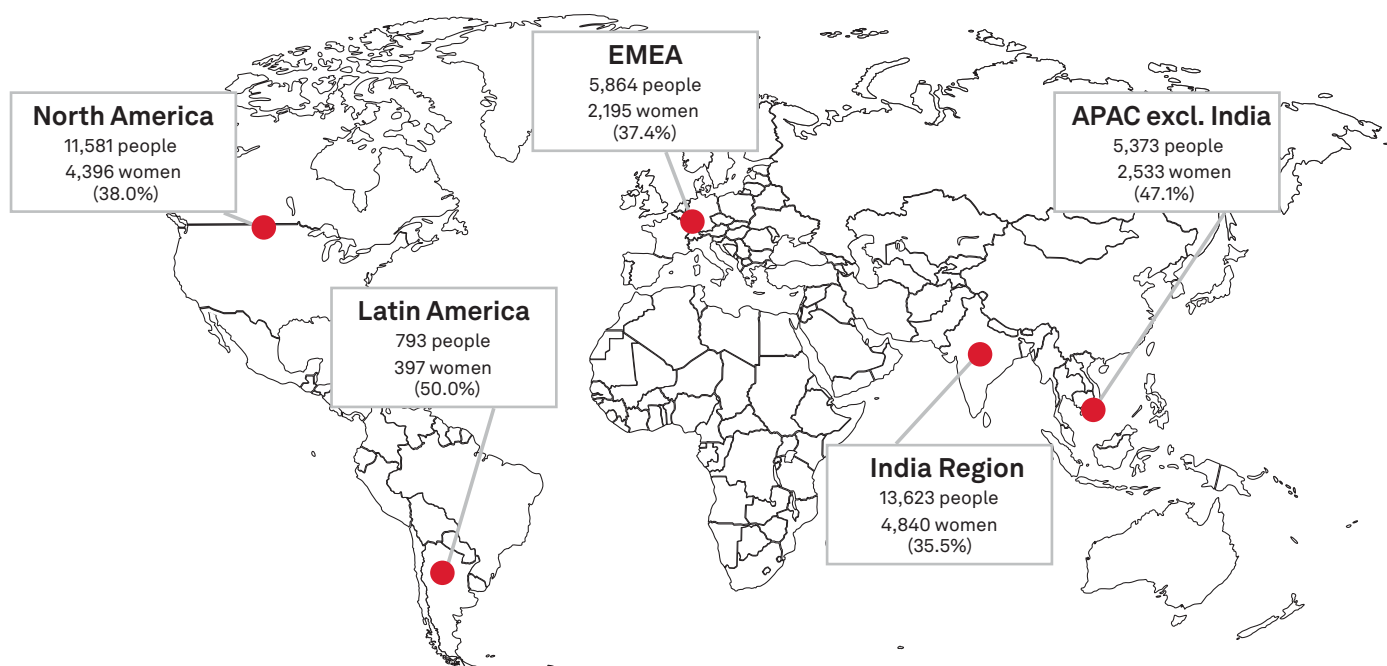 North America
11,581 people
4,396 women
(38.0%)
EMEA
5,864 people
2,195 women
(37.4%)
APAC excl. India
5,373 people
2,533 women
(47.1%)
Latin America
793 people
397 women
(50.0%)
India Region
13,623 people
4,840 women
(35.5%)